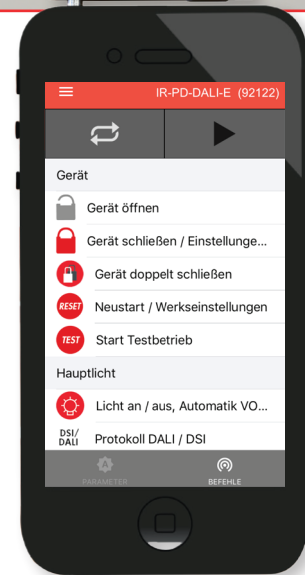 IR-PD-DALI-E (92122)
Gerät
Gerät öffnen
Gerät schließen / Einstellunge...
Gerät doppelt schließen
RESET Neustart / Werkseinstellungen
TEST Start Testbetrieb
Hauptlicht
Licht an / aus, Automatik VO...
DSI/
DALI Protokoll DALI / DSI
PARAMETER BEFEHLE